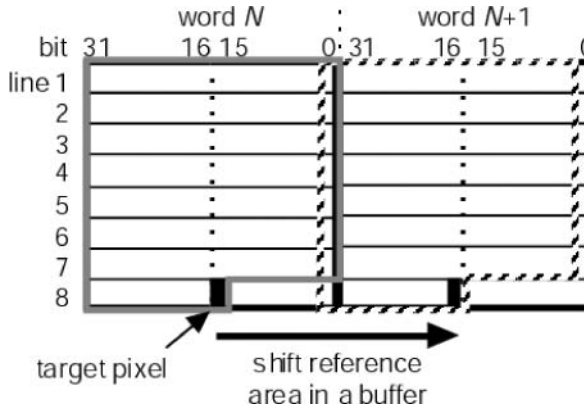 word N word N+1
bit 31 16 15 0 31 16 15 0
line 1
2
3
4
5
6
7
8
target pixel
shift reference
area in a buffer